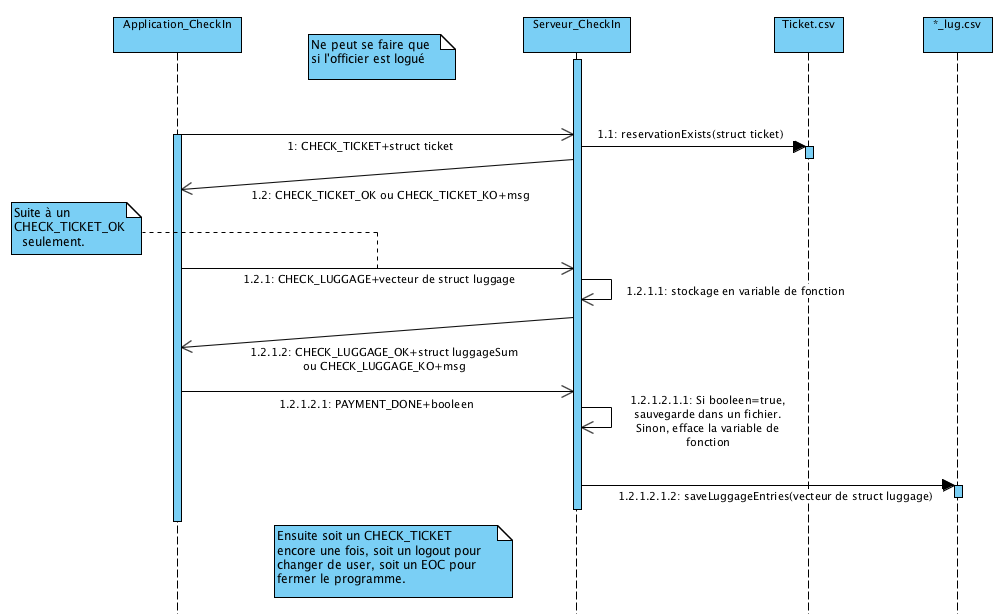 Application_CheckIn
Serveur_CheckIn
Ticket.csv
*_lug.csv
Ne peut se faire que
si l'officier est logué
1: CHECK_TICKET+struct ticket
1.1: reservationExists(struct ticket)
1.2: CHECK_TICKET_OK ou CHECK_TICKET_KO+msg
Suite à un
CHECK_TICKET_OK
seulement.
1.2.1: CHECK_LUGGAGE+vecteur de struct luggage
1.2.1.1: stockage en variable de fonction
1.2.1.2: CHECK_LUGGAGE_OK+struct luggageSum
ou CHECK_LUGGAGE_KO+msg
1.2.1.2.1: PAYMENT_DONE+booleen
1.2.1.2.1.1: Si booleen=true,
sauvegarde dans un fichier.
Sinon, efface la variable de
fonction
1.2.1.2.1.2: saveLuggageEntries(vecteur de struct luggage)
Ensuite soit un CHECK_TICKET
encore une fois, soit un logout pour
changer de user, soit un EOC pour
fermer le programme.